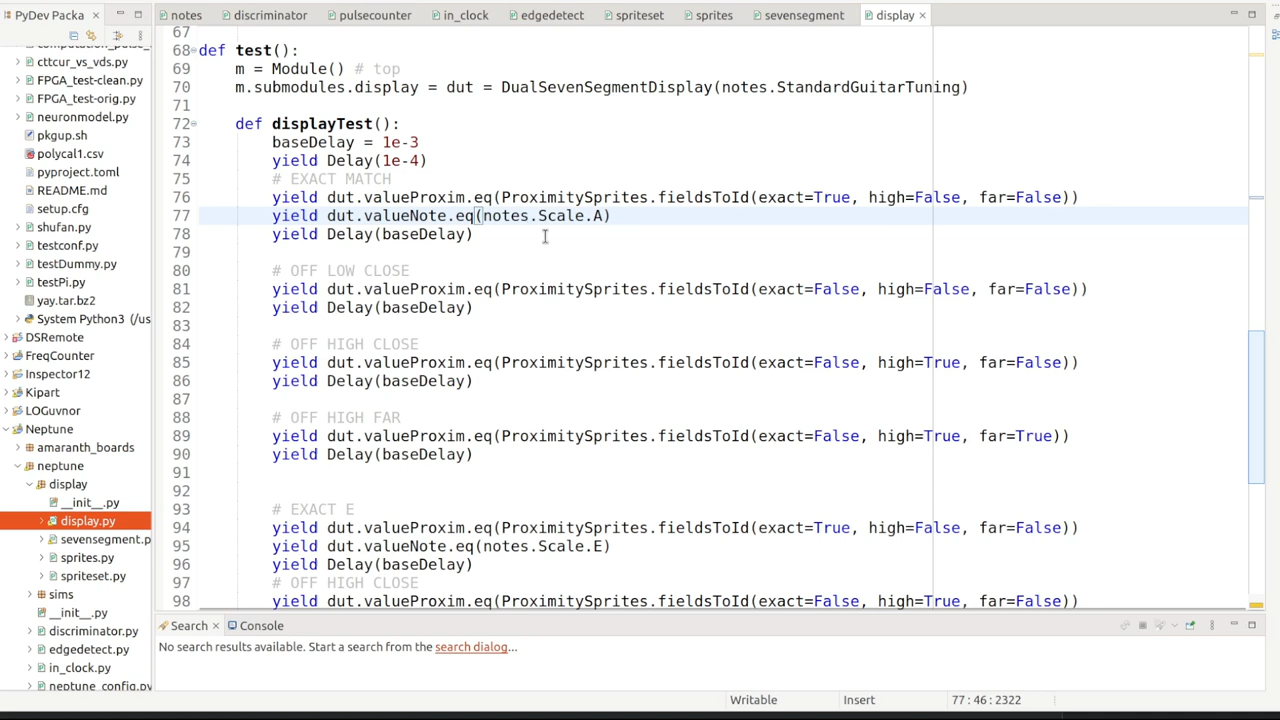 PyDev Packa
notes
discriminator
pulsecounter
in_clock
edgedetect
spriteset
sprites
sevensegment
display
cttcur_vs_vds.py
FPGA_test-clean.py
FPGA_test-orig.py
neuronmodel.py
pkgup.sh
polycal1.csv
pyproject.toml
README.md
setup.cfg
shufan.py
testconf.py
testDummy.py
testPi.py
yay.tar.bz2
System Python3 (/us
DSRemote
FreqCounter
Inspector12
Kipart
LOGuvnor
Neptune
amaranth_boards
neptune
display
__init__.py
display.py
sevensegment.p
sprites.py
spriteset.py
sims
__init__.py
discriminator.py
edgedetect.py
in_clock.py
neptune_config.py
67
68 def test():
69 m = Module() # top
70 m.submodules.display = dut = DualSevenSegmentDisplay(notes.StandardGuitarTuning)
71
72 def displayTest():
73 baseDelay = 1e-3
74 yield Delay(1e-4)
75 # EXACT MATCH
76 yield dut.valueProxim.eq(ProximitySprites.fieldsToId(exact=True, high=False, far=False))
77 yield dut.valueNote.eq(notes.Scale.A)
78 yield Delay(baseDelay)
79
80 # OFF LOW CLOSE
81 yield dut.valueProxim.eq(ProximitySprites.fieldsToId(exact=False, high=False, far=False))
82 yield Delay(baseDelay)
83
84 # OFF HIGH CLOSE
85 yield dut.valueProxim.eq(ProximitySprites.fieldsToId(exact=False, high=True, far=False))
86 yield Delay(baseDelay)
87
88 # OFF HIGH FAR
89 yield dut.valueProxim.eq(ProximitySprites.fieldsToId(exact=False, high=True, far=True))
90 yield Delay(baseDelay)
91
92
93 # EXACT E
94 yield dut.valueProxim.eq(ProximitySprites.fieldsToId(exact=True, high=False, far=False))
95 yield dut.valueNote.eq(notes.Scale.E)
96 yield Delay(baseDelay)
97 # OFF HIGH CLOSE
98 yield dut.valueProxim.eq(ProximitySprites.fieldsToId(exact=False, high=True, far=False))
Search
Console
No search results available. Start a search from the search dialog...
Writable
Insert
77 : 46 : 2322